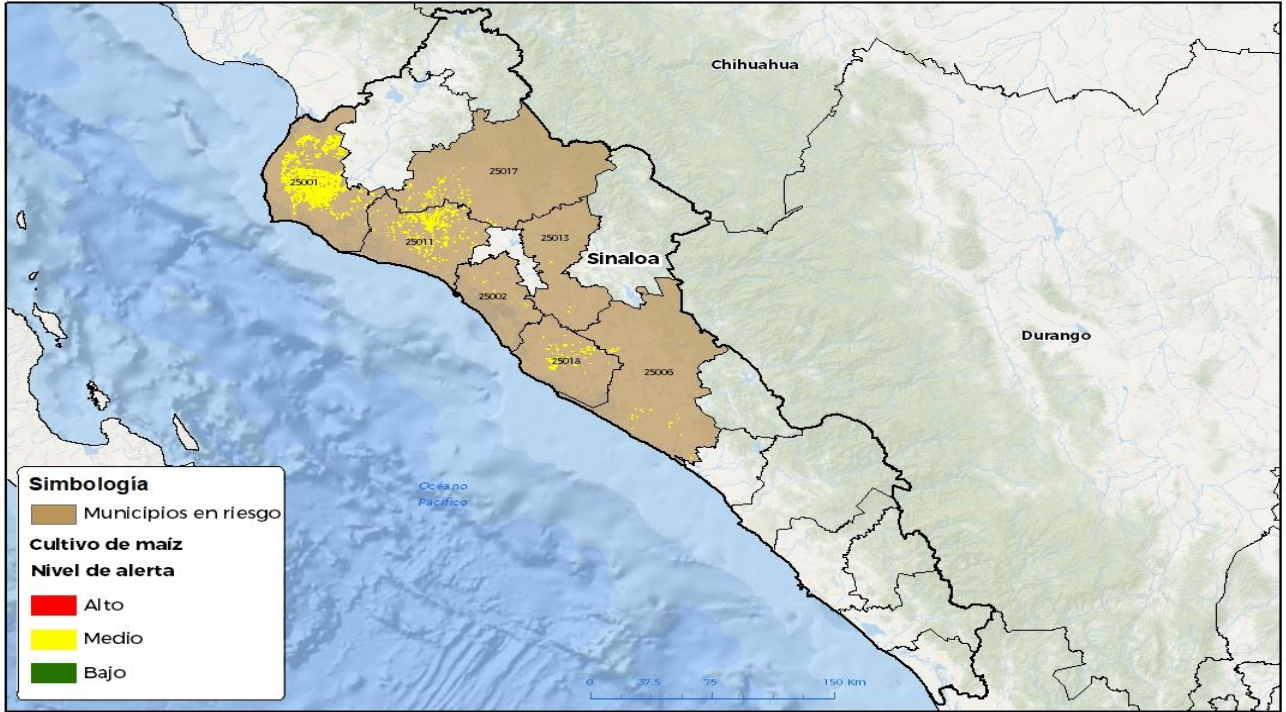 Chihuahua
25017
25001
25011
25013
Sinaloa
25002
Durango
25018
25006
Océano
Pacífico
Simbología
Municipios en riesgo
Cultivo de maíz
Nivel de alerta
Alto
Medio
Bajo
0 37.5 75 150 Km